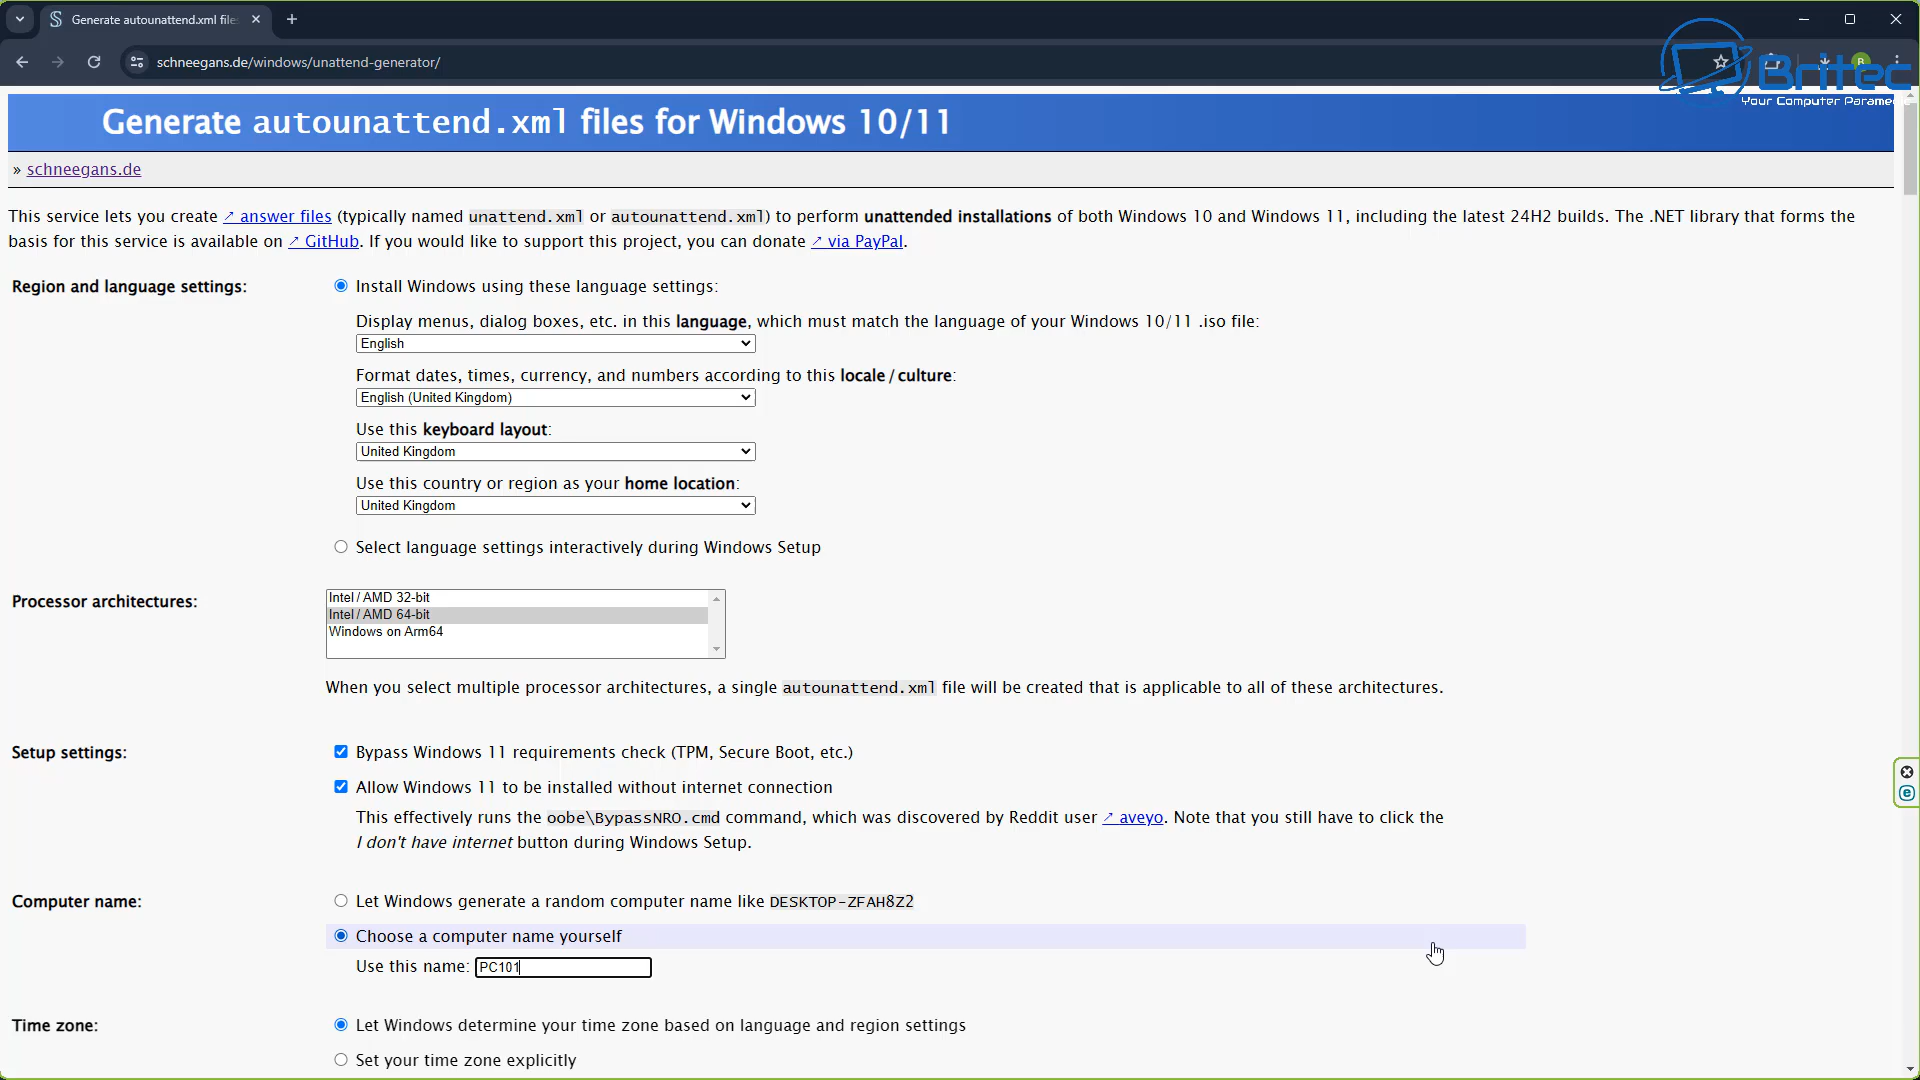 Generate autounattend.xml file
schneegans.de/windows/unattend-generator/
B
Britec
Your Computer Parame
Generate autounattend.xml files for Windows 10/11
» schneegans.de
This service lets you create ↗ answer files (typically named unattend.xml or autounattend.xml) to perform unattended installations of both Windows 10 and Windows 11, including the latest 24H2 builds. The .NET library that forms the
basis for this service is available on ↗ GitHub. If you would like to support this project, you can donate ↗ via PayPal.
Region and language settings:
Install Windows using these language settings:
Display menus, dialog boxes, etc. in this language, which must match the language of your Windows 10/11 .iso file:
English
Format dates, times, currency, and numbers according to this locale / culture:
English (United Kingdom)
Use this keyboard layout:
United Kingdom
Use this country or region as your home location:
United Kingdom
Select language settings interactively during Windows Setup
Processor architectures:
Intel / AMD 32-bit
Intel / AMD 64-bit
Windows on Arm64
When you select multiple processor architectures, a single autounattend.xml file will be created that is applicable to all of these architectures.
Setup settings:
Bypass Windows 11 requirements check (TPM, Secure Boot, etc.)
Allow Windows 11 to be installed without internet connection
This effectively runs the oobe\BypassNRO.cmd command, which was discovered by Reddit user ↗ aveyo. Note that you still have to click the
I don't have internet button during Windows Setup.
Computer name:
Let Windows generate a random computer name like DESKTOP-ZFAH8Z2
Choose a computer name yourself
Use this name: PC101
Time zone:
Let Windows determine your time zone based on language and region settings
Set your time zone explicitly